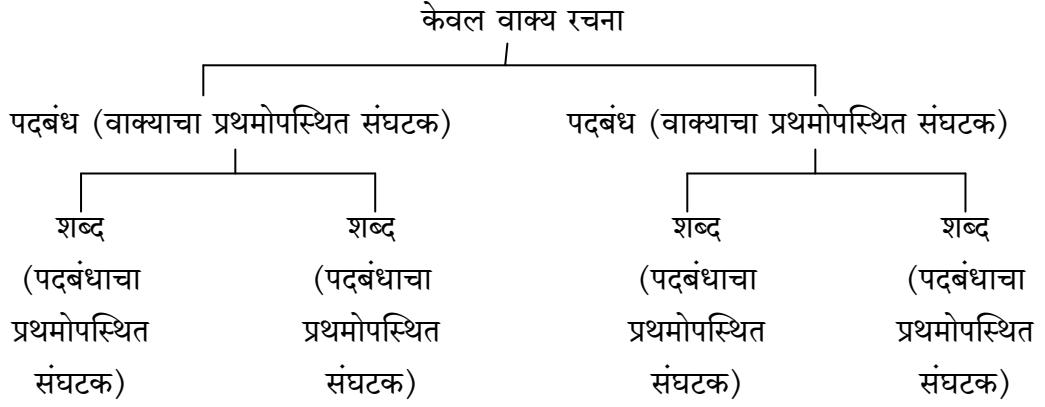 केवल वाक्य रचना
पदबंध (वाक्याचा प्रथमोपस्थित संघटक) पदबंध (वाक्याचा प्रथमोपस्थित संघटक)
शब्द शब्द शब्द शब्द
(पदबंधाचा (पदबंधाचा (पदबंधाचा (पदबंधाचा
प्रथमोपस्थित प्रथमोपस्थित प्रथमोपस्थित प्रथमोपस्थित
संघटक) संघटक) संघटक) संघटक)